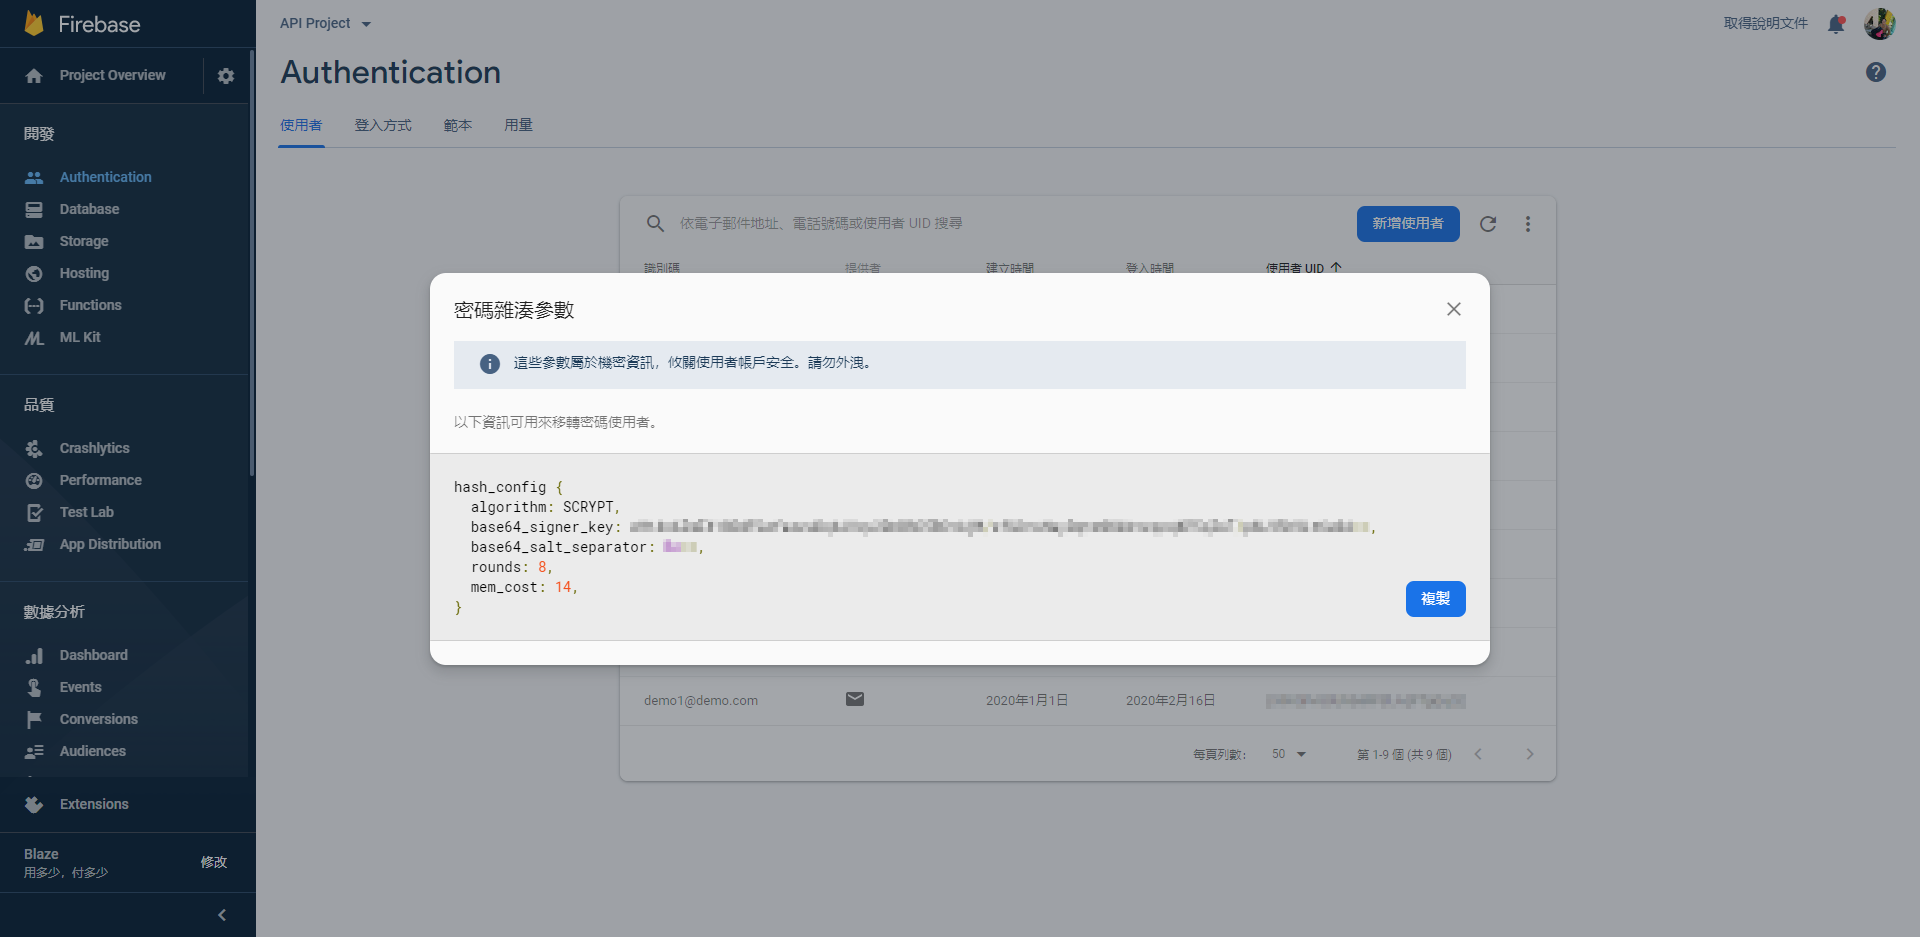 Firebase
Project Overview
開發
Authentication
Database
Storage
Hosting
Functions
ML Kit
品質
Crashlytics
Performance
Test Lab
App Distribution
數據分析
Dashboard
Events
Conversions
Audiences
Extensions
Blaze
用多少，付多少
修改
API Project
取得說明文件
Authentication
使用者
登入方式
範本
用量
依電子郵件地址、電話號碼或使用者 UID 搜尋
新增使用者
識別碼 提供者 建立時間 登入時間 使用者 UID
密碼雜湊參數
這些參數屬於機密資訊，攸關使用者帳戶安全。請勿外洩。
以下資訊可用來移轉密碼使用者。
hash_config {
algorithm: SCRYPT,
base64_signer_key: ,
base64_salt_separator: ,
rounds: 8,
mem_cost: 14,
}
複製
demo1@demo.com 2020年1月1日 2020年2月16日
每頁列數： 50 第 1-9 個 (共 9 個)